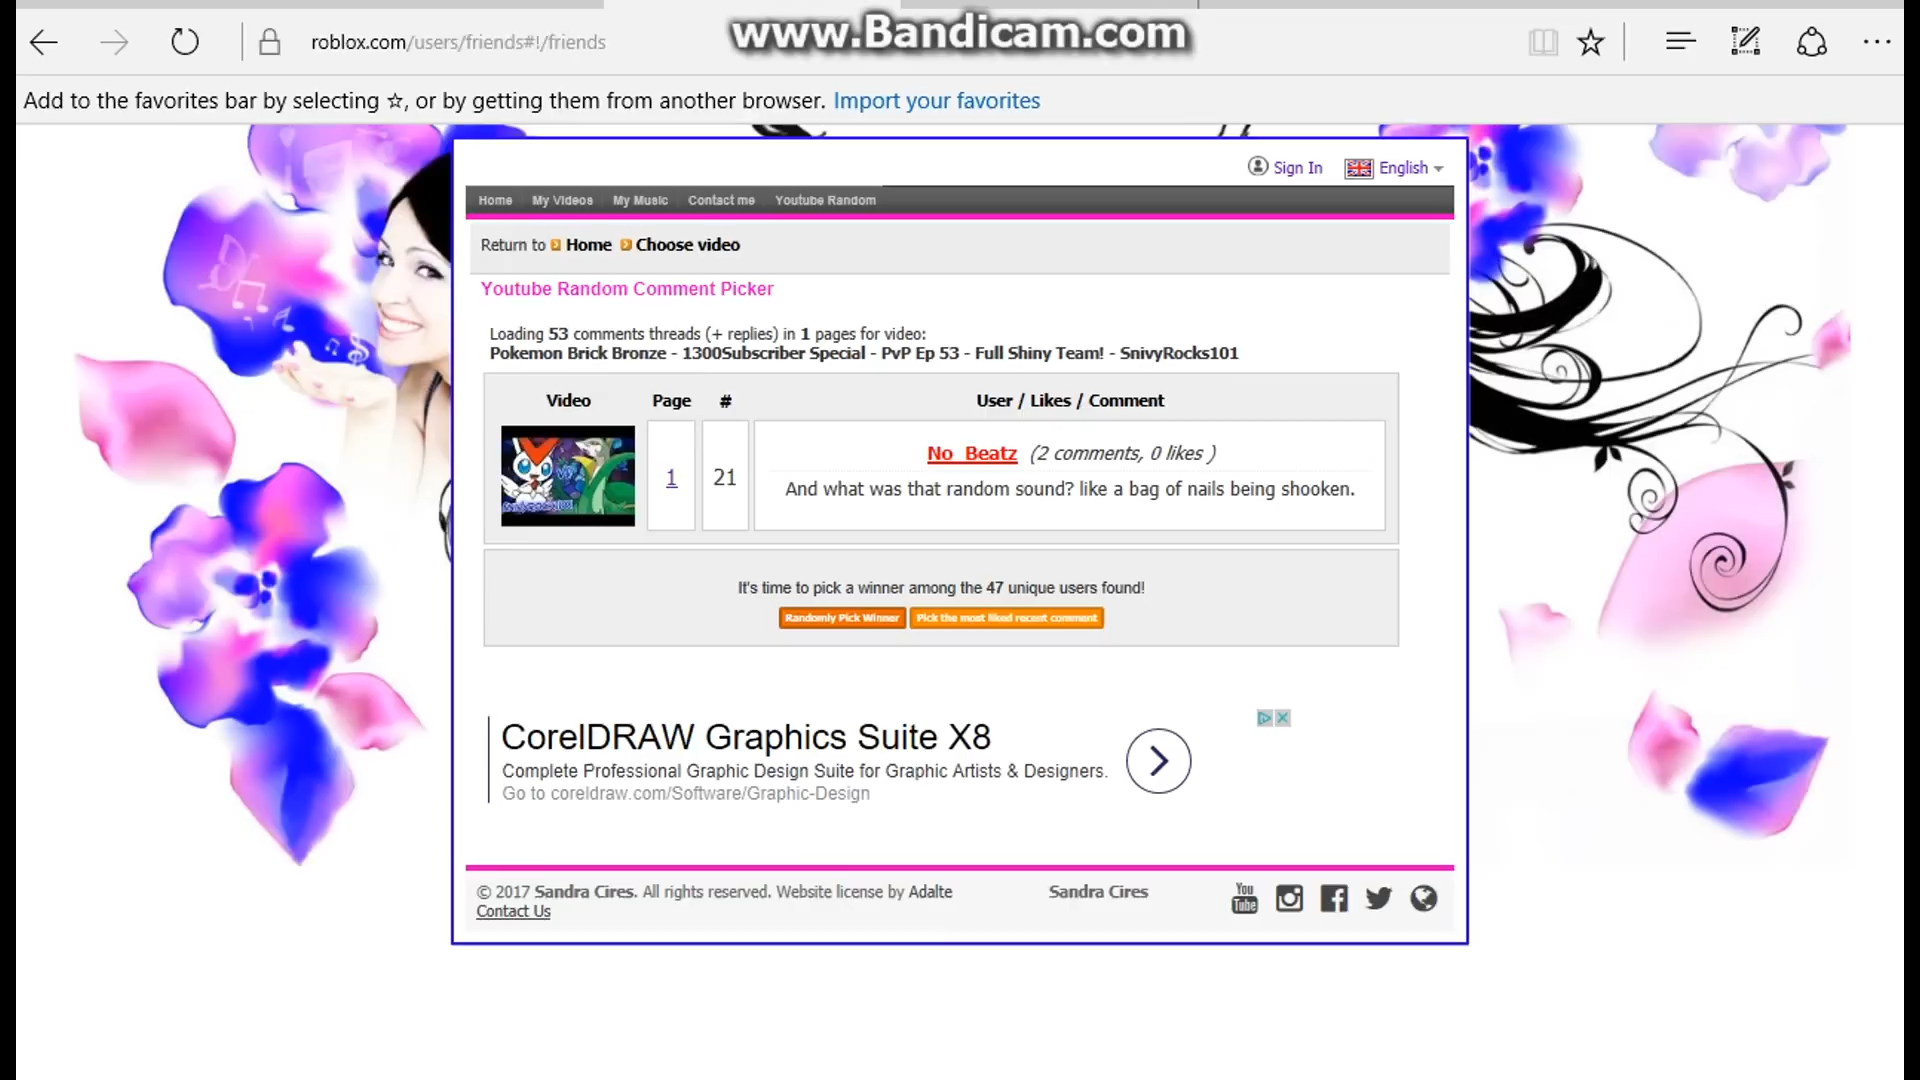 www.Bandicam.com
roblox.com/users/friends#!/friends
Add to the favorites bar by selecting ☆, or by getting them from another browser. Import your favorites
Sign In English
Home My Videos My Music Contact me Youtube Random
Return to Home Choose video
Youtube Random Comment Picker
Loading 53 comments threads (+ replies) in 1 pages for video:
Pokemon Brick Bronze - 1300Subscriber Special - PvP Ep 53 - Full Shiny Team! - SnivyRocks101
Video Page # User / Likes / Comment
No Beatz (2 comments, 0 likes )
1 21 And what was that random sound? like a bag of nails being shooken.
It's time to pick a winner among the 47 unique users found!
Randomly Pick Winner Pick the most liked recent comment
CorelDRAW Graphics Suite X8
Complete Professional Graphic Design Suite for Graphic Artists & Designers.
Go to coreldraw.com/Software/Graphic-Design
© 2017 Sandra Cires. All rights reserved. Website license by Adalte Sandra Cires You Tube
Contact Us